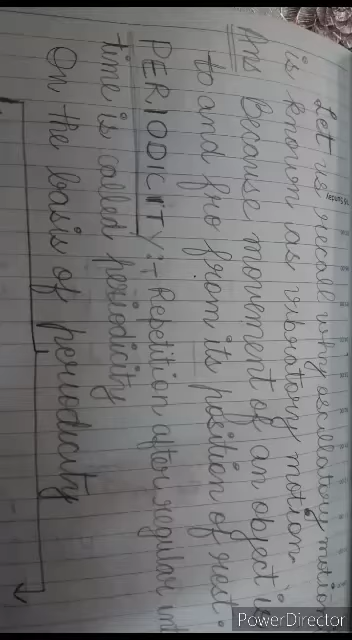 Sunday
Let us recall why oscillatory motion
is known as vibratory motion
Ans Because movement of an object is
to and fro from its position of rest.
PERIODICITY :- Repetition after regular int
time is called periodicity
On the basis of periodicity
PowerDirector